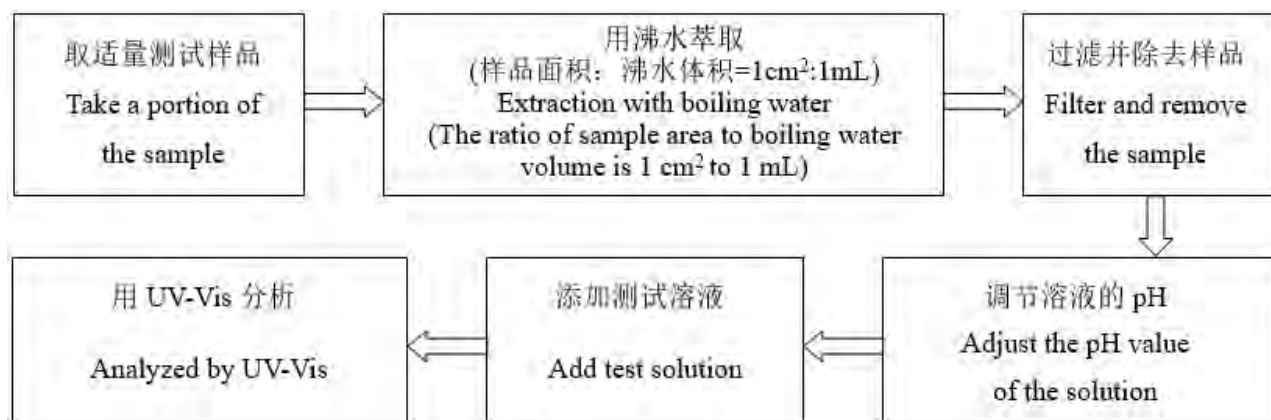 取适量测试样品
Take a portion of
the sample
用沸水萃取
(样品面积：沸水体积=1cm²:1mL)
Extraction with boiling water
(The ratio of sample area to boiling water
volume is 1 cm² to 1 mL)
过滤并除去样品
Filter and remove
the sample
调节溶液的 pH
Adjust the pH value
of the solution
添加测试溶液
Add test solution
用 UV-Vis 分析
Analyzed by UV-Vis